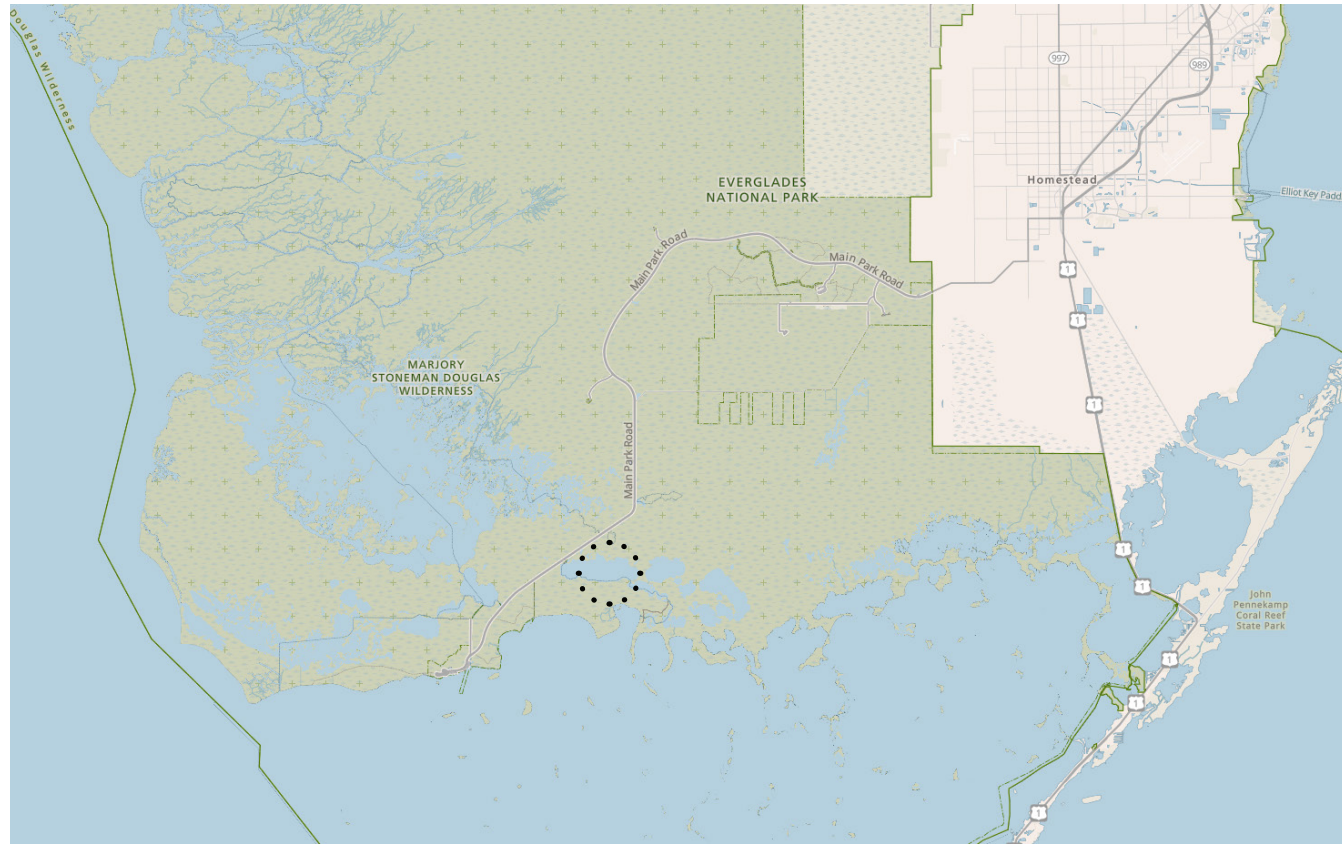 Douglas Wilderness
997
989
EVERGLADES
NATIONAL PARK
Homestead
Elliot Key Padd
Main Park Road
Main Park Road
1
1
MARJORY
STONEMAN DOUGLAS
WILDERNESS
1
Main Park Road
1
1
John
Pennekamp
Coral Reef
State Park
1
1
1